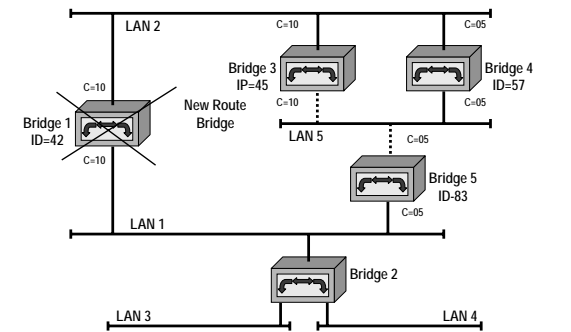 LAN 2
C=10
C=05
Bridge 3
IP=45
Bridge 4
ID=57
C=10
C=10
C=05
New Route
Bridge
Bridge 1
ID=42
LAN 5
C=05
C=10
Bridge 5
ID-83
C=05
LAN 1
Bridge 2
LAN 3
LAN 4